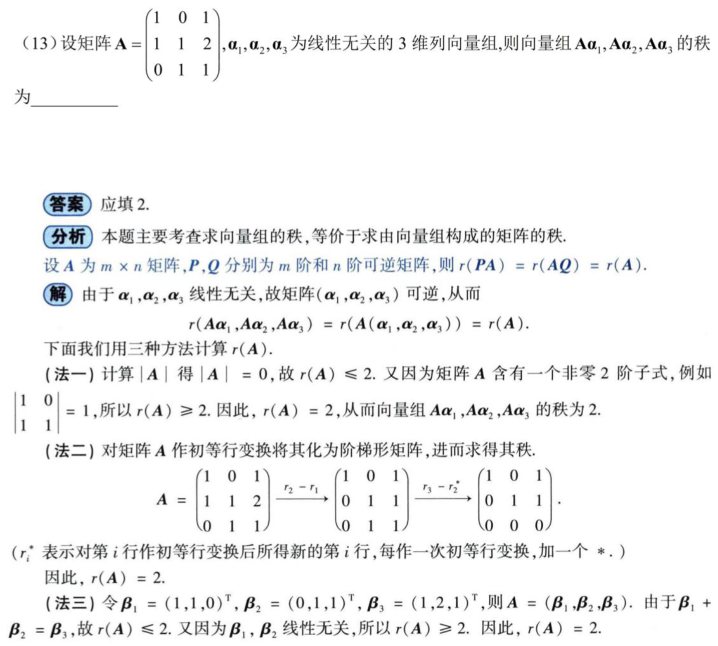 (13)设矩阵 A = (1 0 1; 1 1 2; 0 1 1), α₁,α₂,α₃ 为线性无关的 3 维列向量组,则向量组 Aα₁,Aα₂,Aα₃ 的秩
为__________
答案 应填 2.
分析 本题主要考查求向量组的秩,等价于求由向量组构成的矩阵的秩.
设 A 为 m × n 矩阵,P,Q 分别为 m 阶和 n 阶可逆矩阵,则 r(PA) = r(AQ) = r(A).
解 由于 α₁,α₂,α₃ 线性无关,故矩阵(α₁,α₂,α₃) 可逆,从而
r(Aα₁,Aα₂,Aα₃) = r(A(α₁,α₂,α₃)) = r(A).
下面我们用三种方法计算 r(A).
(法一) 计算 |A| 得 |A| = 0,故 r(A) ≤ 2. 又因为矩阵 A 含有一个非零 2 阶子式,例如
|1 0; 1 1| = 1,所以 r(A) ≥ 2. 因此, r(A) = 2,从而向量组 Aα₁,Aα₂,Aα₃ 的秩为 2.
(法二) 对矩阵 A 作初等行变换将其化为阶梯形矩阵,进而求得其秩.
A = (1 0 1; 1 1 2; 0 1 1) —r₂ - r₁→ (1 0 1; 0 1 1; 0 1 1) —r₃ - r₂*→ (1 0 1; 0 1 1; 0 0 0).
(rᵢ* 表示对第 i 行作初等行变换后所得新的第 i 行,每作一次初等行变换,加一个 *.)
因此, r(A) = 2.
(法三) 令 β₁ = (1,1,0)ᵀ, β₂ = (0,1,1)ᵀ, β₃ = (1,2,1)ᵀ,则 A = (β₁,β₂,β₃). 由于 β₁ +
β₂ = β₃,故 r(A) ≤ 2. 又因为 β₁, β₂ 线性无关,所以 r(A) ≥ 2. 因此, r(A) = 2.